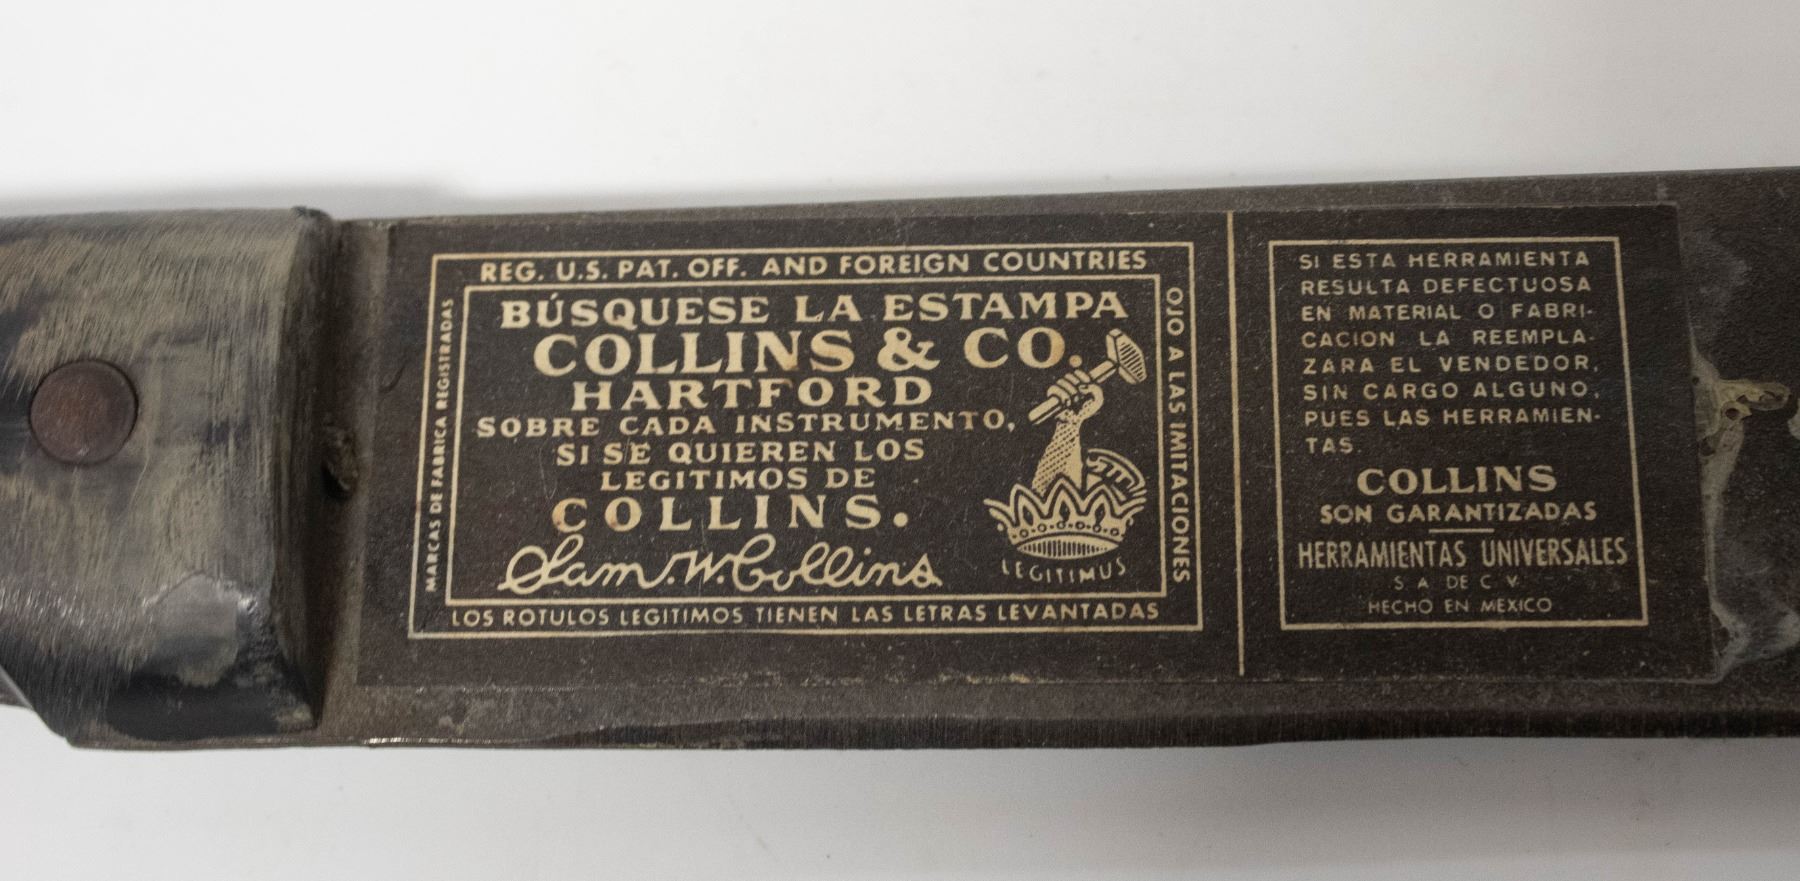 REG. U.S. PAT. OFF. AND FOREIGN COUNTRIES
MARCAS DE FABRICA REGISTRADAS
BÚSQUESE LA ESTAMPA
COLLINS & CO.
HARTFORD
SOBRE CADA INSTRUMENTO,
SI SE QUIEREN LOS
LEGITIMOS DE
COLLINS.
Sam. W. Collins
LEGITIMUS
OJO A LAS IMITACIONES
LOS ROTULOS LEGITIMOS TIENEN LAS LETRAS LEVANTADAS
SI ESTA HERRAMIENTA
RESULTA DEFECTUOSA
EN MATERIAL O FABRI-
CACION LA REEMPLA-
ZARA EL VENDEDOR,
SIN CARGO ALGUNO,
PUES LAS HERRAMIEN-
TAS.
COLLINS
SON GARANTIZADAS
HERRAMIENTAS UNIVERSALES
S A DE C V
HECHO EN MEXICO